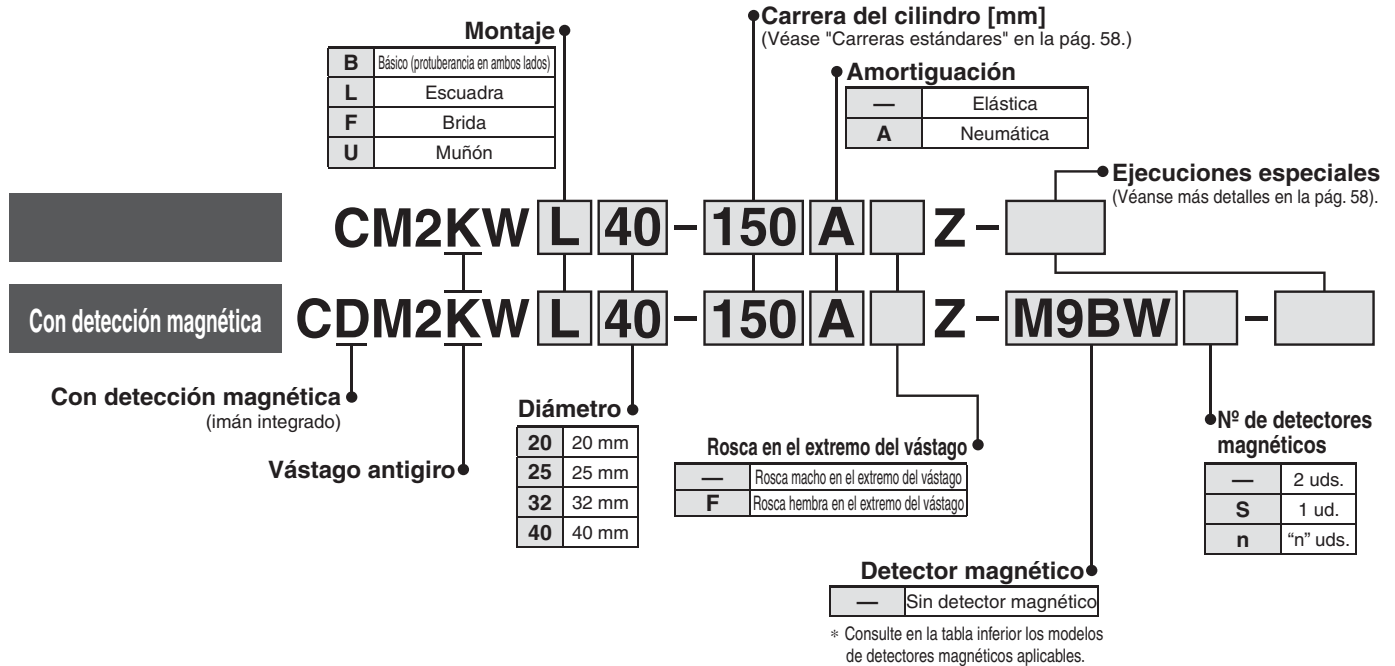 Carrera del cilindro [mm]
(Véase "Carreras estándares" en la pág. 58.)
Montaje
B Básico (protuberancia en ambos lados)
L Escuadra
F Brida
U Muñón
Amortiguación
— Elástica
A Neumática
Ejecuciones especiales
(Véanse más detalles en la pág. 58).
CM2KW L 40 - 150 A Z -
Con detección magnética CDM2KW L 40 - 150 A Z - M9BW -
Con detección magnética
(imán integrado)
Vástago antigiro
Diámetro
20 20 mm
25 25 mm
32 32 mm
40 40 mm
Rosca en el extremo del vástago
— Rosca macho en el extremo del vástago
F Rosca hembra en el extremo del vástago
Nº de detectores
magnéticos
— 2 uds.
S 1 ud.
n “n” uds.
Detector magnético
— Sin detector magnético
* Consulte en la tabla inferior los modelos
de detectores magnéticos aplicables.